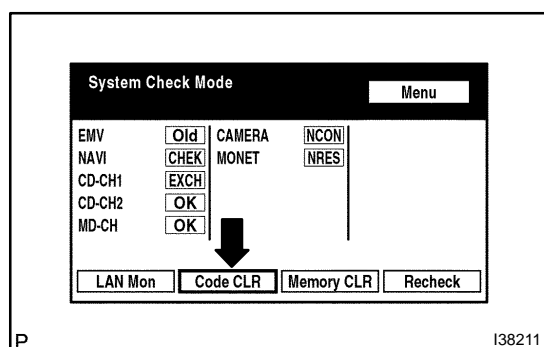 System Check Mode
Menu
EMV Old CAMERA NCON
NAVI CHEK MONET NRES
CD-CH1 EXCH
CD-CH2 OK
MD-CH OK
LAN Mon Code CLR Memory CLR Recheck
P I38211